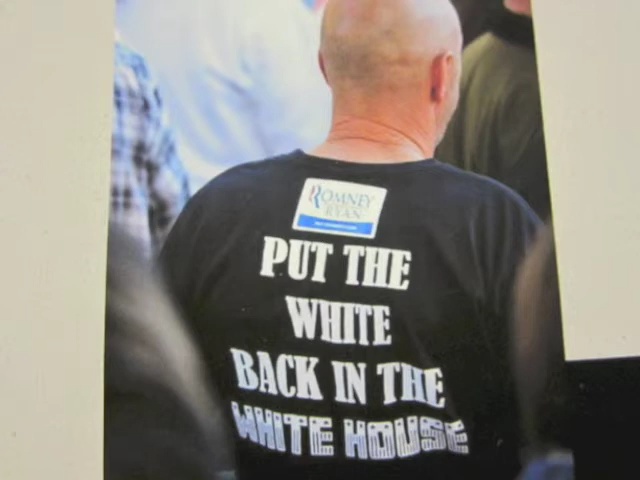 ROMNEY
RYAN
PUT THE
WHITE
BACK IN THE
WHITE HOUSE